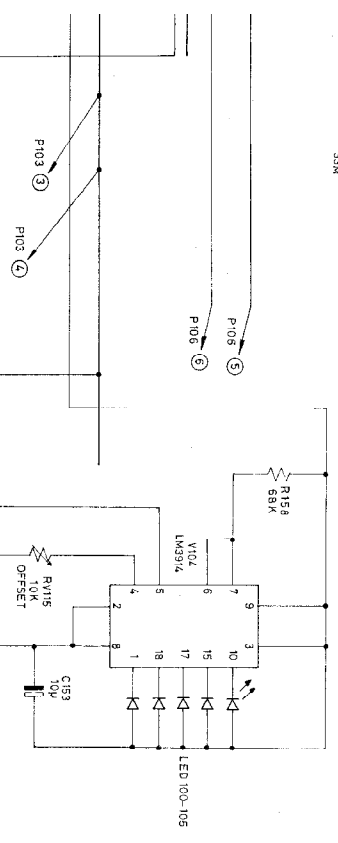 P103 3
P103 4
P106 6
P106 5
R158
68K
V104
LM3914
RV115
10K
OFFSET
4 5 6 7
2 9
8 3
1 18 17 15 10
C153
10µ
LED 100-105